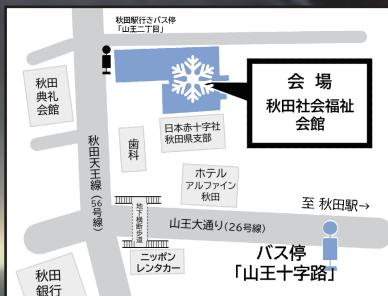 秋田駅行きバス停
「山王二丁目」
会場
秋田社会福祉
会館
秋田
典礼
会館
日本赤十字社
秋田県支部
歯科
秋田天王線(56号線)
ホテル
アルファイン
秋田
至 秋田駅→
地下横断歩道
山王大通り(26号線)
バス停
「山王十字路」
ニッポン
レンタカー
秋田
銀行